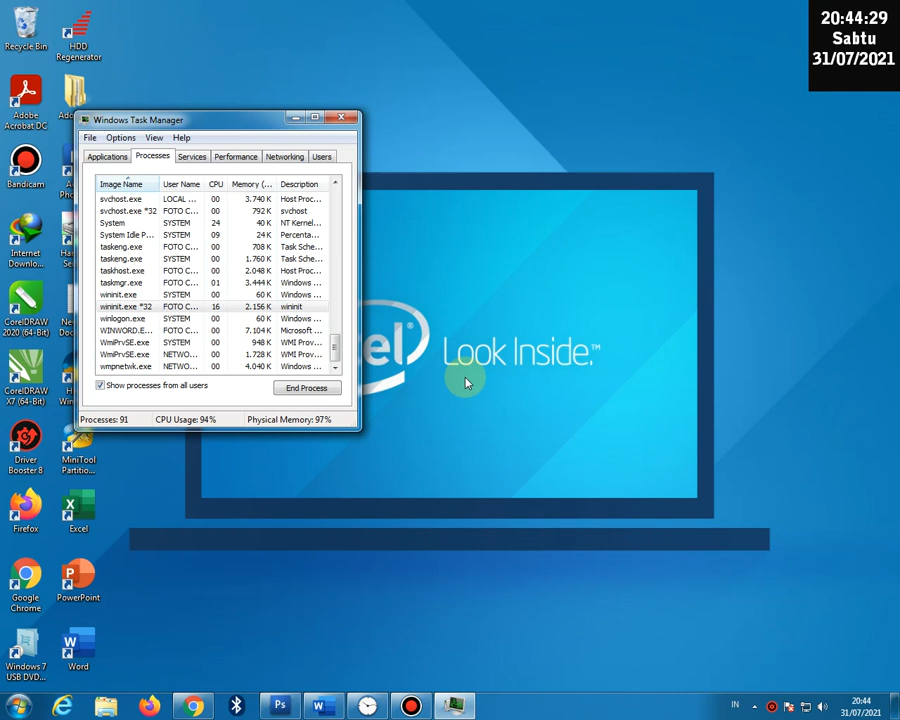 20:44:29
Sabtu
31/07/2021
Recycle Bin
HDD
Regenerator
Adobe
Acrobat DC
Bandicam
Internet
Downlo...
CorelDRAW
2020 (64-Bit)
CorelDRAW
X7 (64-Bit)
Driver
Booster 8
MiniTool
Partitio...
Firefox
Excel
Google
Chrome
PowerPoint
Windows 7
USB DVD...
Word
Windows Task Manager
File Options View Help
Applications Processes Services Performance Networking Users
Image Name User Name CPU Memory (... Description
svchost.exe LOCAL ... 00 3.740 K Host Proc...
svchost.exe *32 FOTO C... 00 792 K svchost
System SYSTEM 24 40 K NT Kernel...
System Idle P... SYSTEM 09 24 K Percenta...
taskeng.exe FOTO C... 00 708 K Task Sche...
taskeng.exe SYSTEM 00 1.760 K Task Sche...
taskhost.exe FOTO C... 00 2.048 K Host Proc...
taskmgr.exe FOTO C... 01 3.444 K Windows ...
wininit.exe SYSTEM 00 60 K Windows ...
wininit.exe *32 FOTO C... 16 2.156 K wininit
winlogon.exe SYSTEM 00 60 K Windows ...
WINWORD.E... FOTO C... 00 7.104 K Microsoft ...
WmiPrvSE.exe SYSTEM 00 948 K WMI Prov...
WmiPrvSE.exe NETWO... 00 1.728 K WMI Prov...
wmpnetwk.exe NETWO... 00 4.040 K Windows ...
Show processes from all users
End Process
Processes: 91 CPU Usage: 94% Physical Memory: 97%
Look Inside.™
IN
20:44
31/07/2021